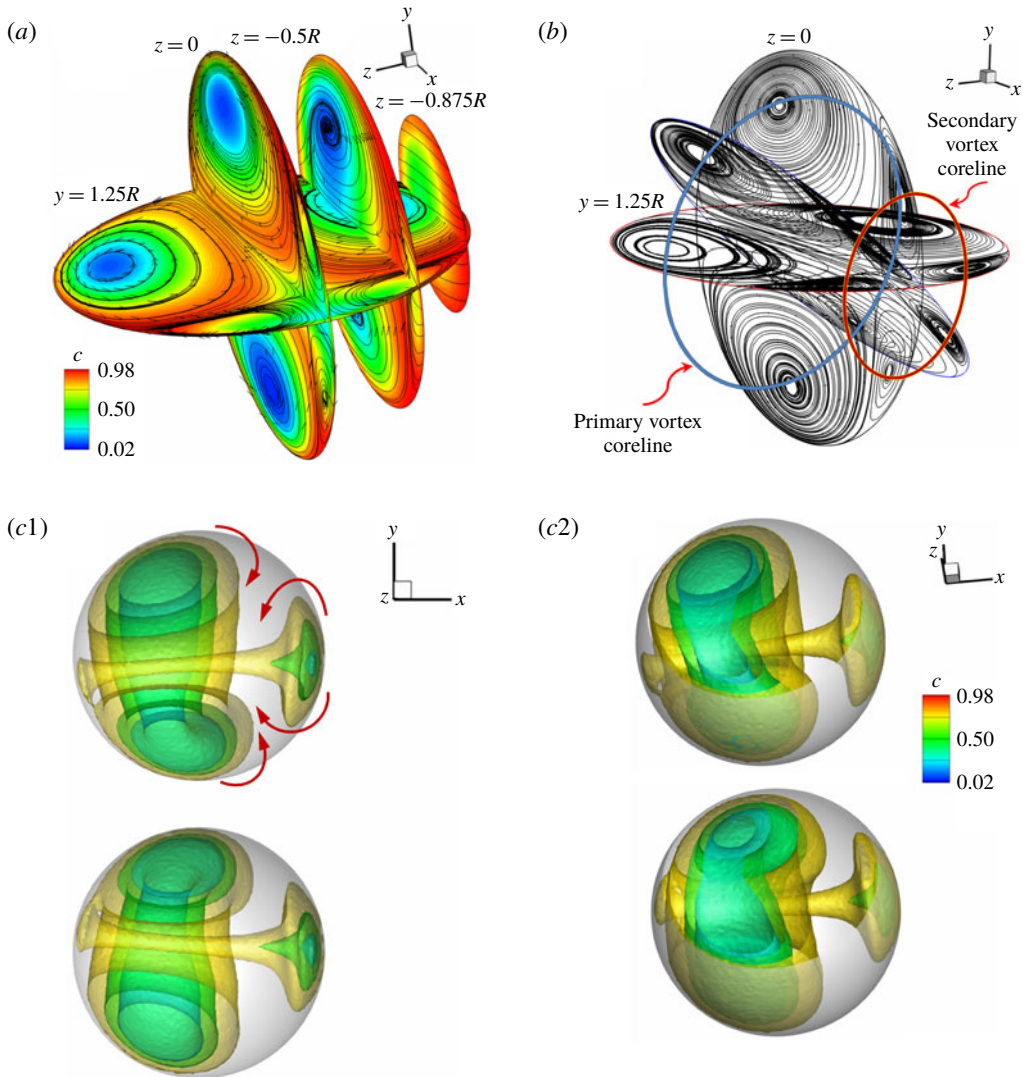 (a)
z = 0
z = −0.5R
y
z
x
z = −0.875R
y = 1.25R
c
0.98
0.50
0.02
(b)
z = 0
y
z
x
Secondary
vortex
coreline
y = 1.25R
Primary vortex
coreline
(c1)
y
z
x
(c2)
y
z
x
c
0.98
0.50
0.02